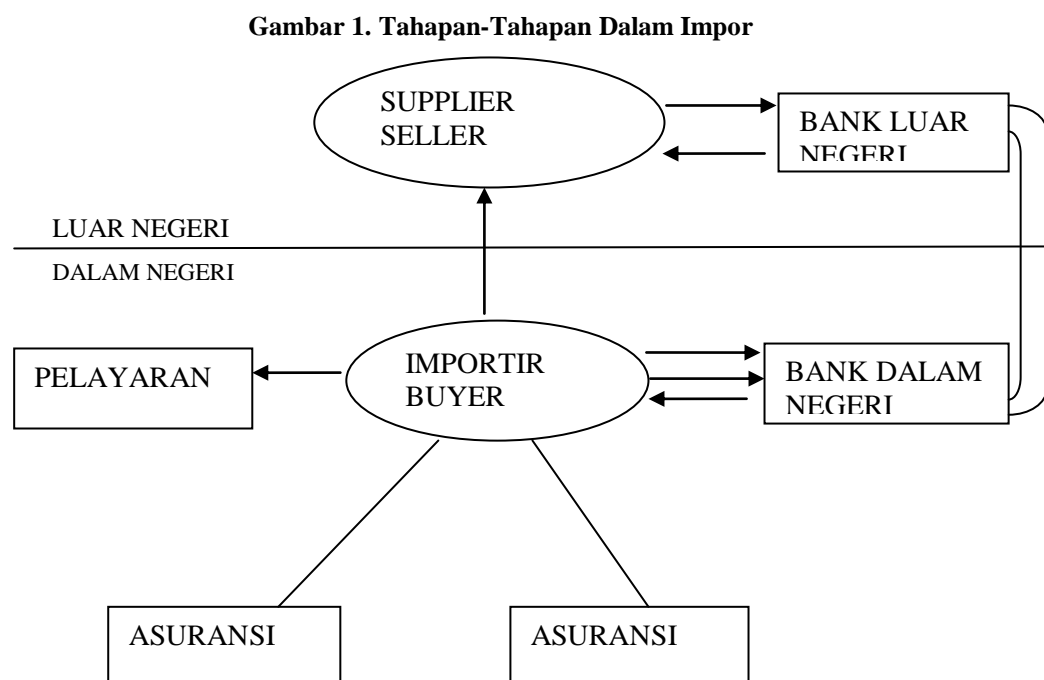 Gambar 1. Tahapan-Tahapan Dalam Impor
SUPPLIER
SELLER
BANK LUAR
NEGERI
LUAR NEGERI
DALAM NEGERI
PELAYARAN
IMPORTIR
BUYER
BANK DALAM
NEGERI
ASURANSI
ASURANSI